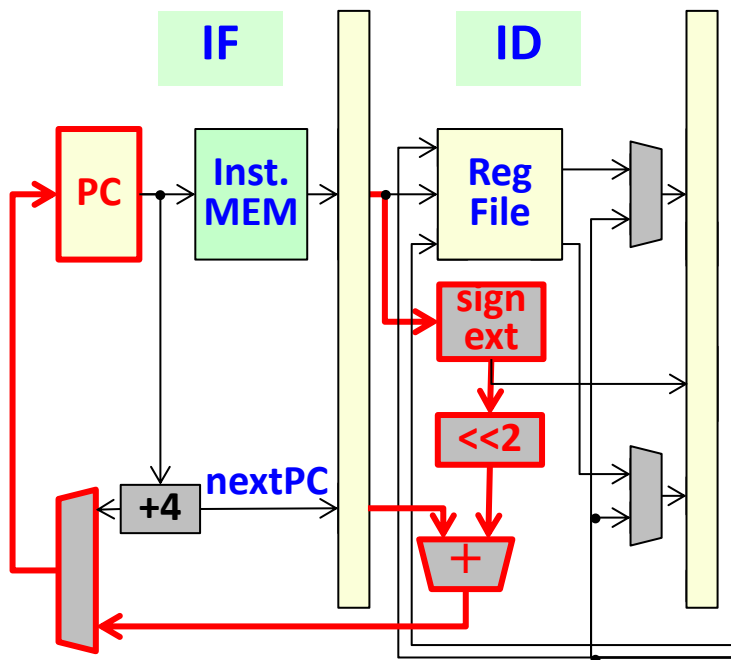 IF
ID
PC
Inst.
MEM
Reg
File
sign
ext
<<2
nextPC
+4
+